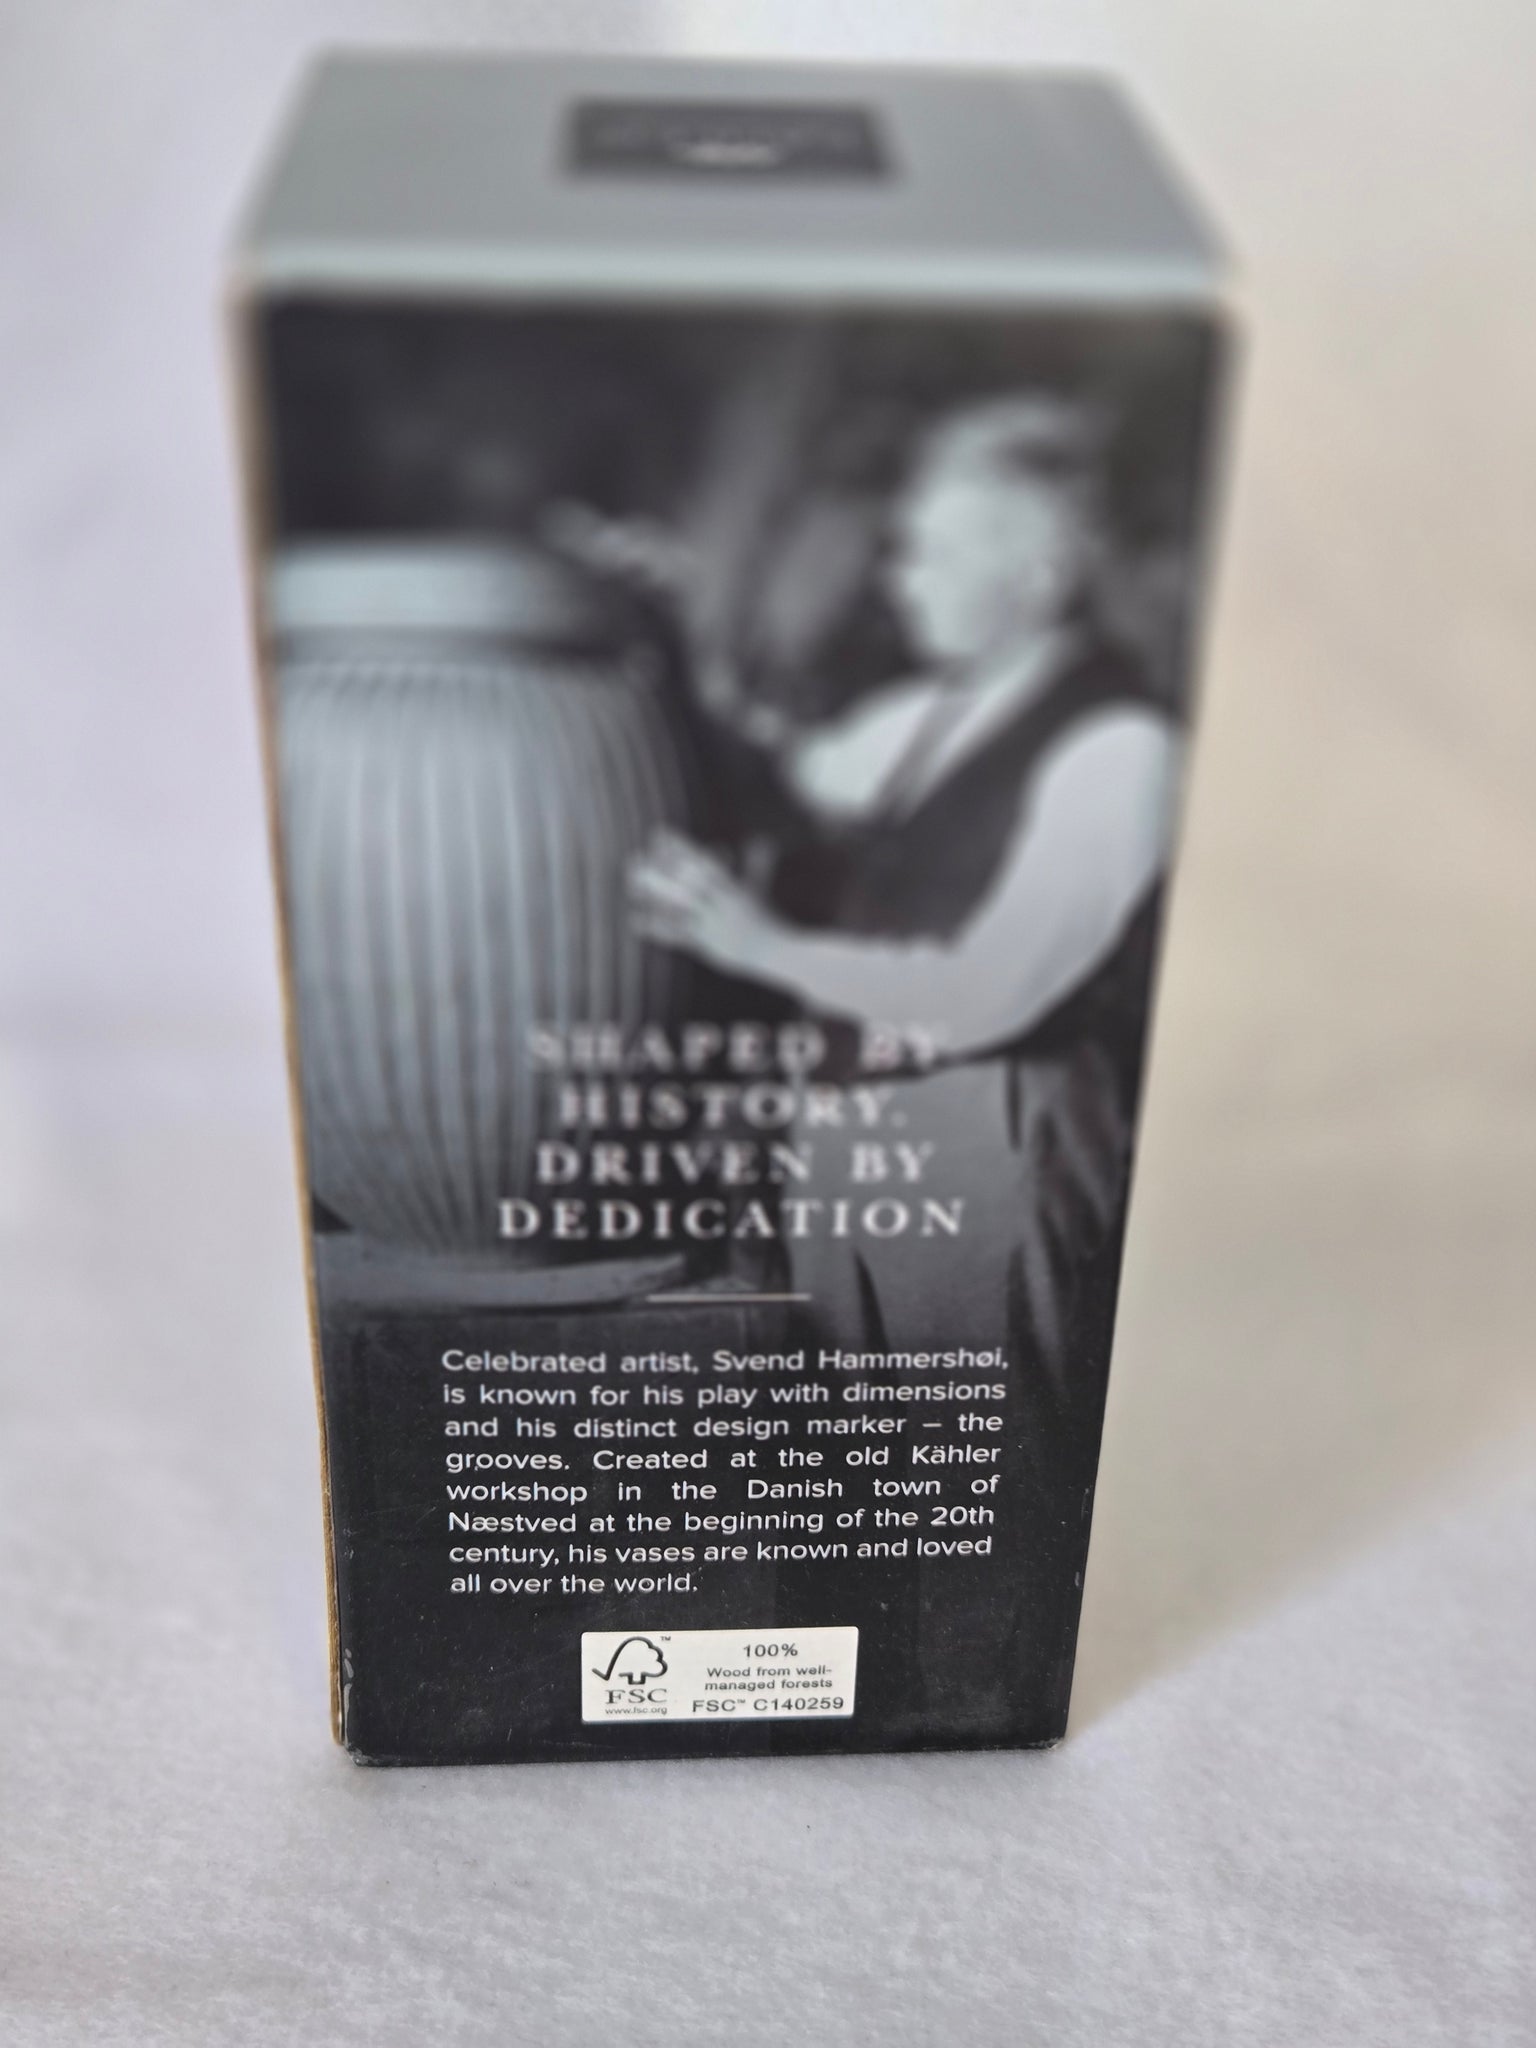 SHAPED BY
HISTORY.
DRIVEN BY
DEDICATION
Celebrated artist, Svend Hammershøi,
is known for his play with dimensions
and his distinct design marker – the
grooves. Created at the old Kähler
workshop in the Danish town of
Næstved at the beginning of the 20th
century, his vases are known and loved
all over the world.
FSC
www.fsc.org
100%
Wood from well-
managed forests
FSC™ C140259